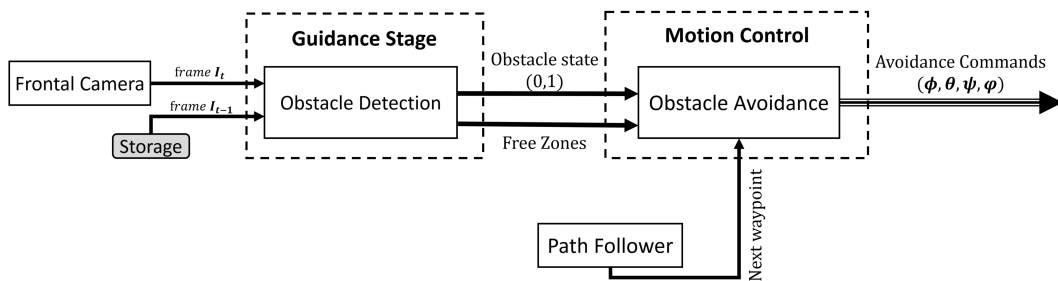 Guidance Stage
Motion Control
Frontal Camera
frame I_t
frame I_{t-1}
Storage
Obstacle Detection
Obstacle state
(0,1)
Free Zones
Obstacle Avoidance
Avoidance Commands
(ϕ, θ, ψ, φ)
Path Follower
Next waypoint